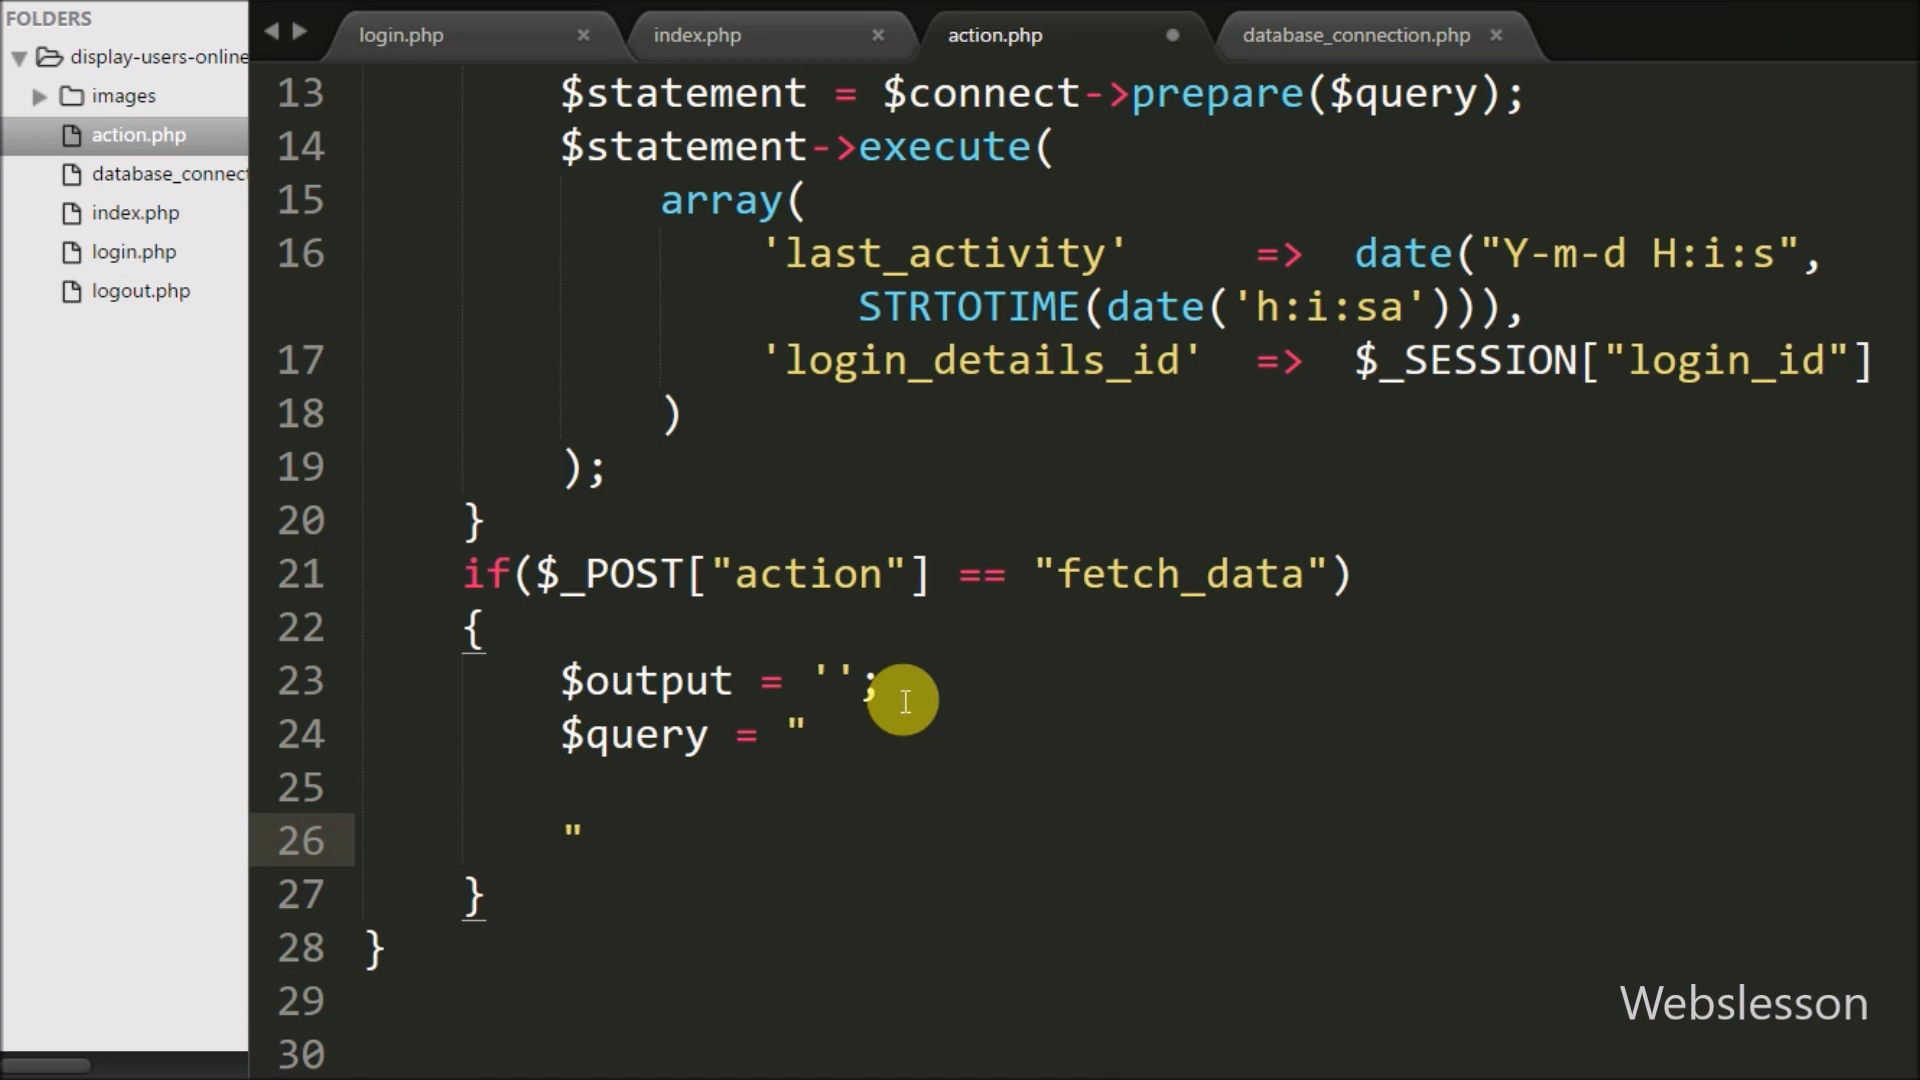 FOLDERS
display-users-online
images
action.php
database_connect
index.php
login.php
logout.php
login.php × index.php × action.php database_connection.php ×
13 $statement = $connect->prepare($query);
14 $statement->execute(
15 array(
16 'last_activity' => date("Y-m-d H:i:s",
STRTOTIME(date('h:i:sa'))),
17 'login_details_id' => $_SESSION["login_id"]
18 )
19 );
20 }
21 if($_POST["action"] == "fetch_data")
22 {
23 $output = '';
24 $query = "
25
26 "
27 }
28 }
29
30
Webslesson